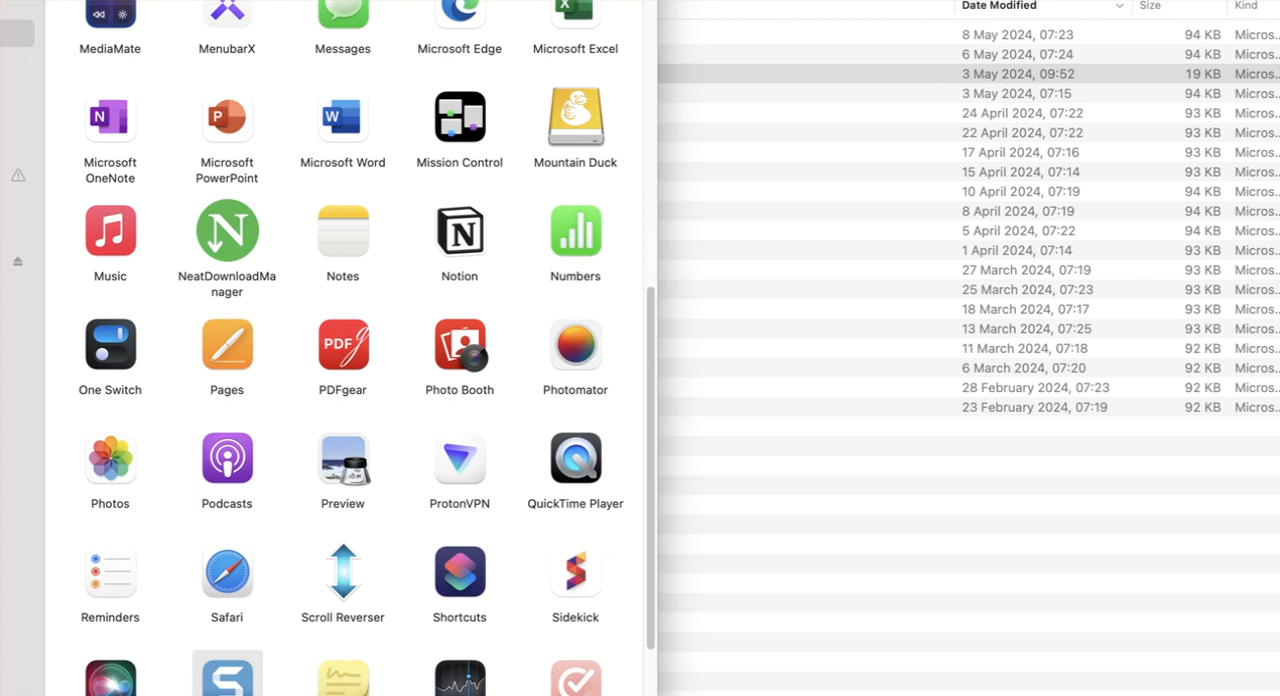 MediaMate
MenubarX
Messages
Microsoft Edge
Microsoft Excel
Microsoft
OneNote
Microsoft
PowerPoint
Microsoft Word
Mission Control
Mountain Duck
Music
NeatDownloadMa
nager
Notes
Notion
Numbers
One Switch
Pages
PDF
PDFgear
Photo Booth
Photomator
Photos
Podcasts
Preview
ProtonVPN
QuickTime Player
Reminders
Safari
Scroll Reverser
Shortcuts
Sidekick
Date Modified Size Kind
8 May 2024, 07:23 94 KB Micros...
6 May 2024, 07:24 94 KB Micros...
3 May 2024, 09:52 19 KB Micros...
3 May 2024, 07:15 94 KB Micros...
24 April 2024, 07:22 93 KB Micros...
22 April 2024, 07:22 93 KB Micros...
17 April 2024, 07:16 93 KB Micros...
15 April 2024, 07:14 93 KB Micros...
10 April 2024, 07:19 94 KB Micros...
8 April 2024, 07:19 94 KB Micros...
5 April 2024, 07:22 94 KB Micros...
1 April 2024, 07:14 93 KB Micros...
27 March 2024, 07:19 93 KB Micros...
25 March 2024, 07:23 93 KB Micros...
18 March 2024, 07:17 93 KB Micros...
13 March 2024, 07:25 93 KB Micros...
11 March 2024, 07:18 92 KB Micros...
6 March 2024, 07:20 92 KB Micros...
28 February 2024, 07:23 92 KB Micros...
23 February 2024, 07:19 92 KB Micros...